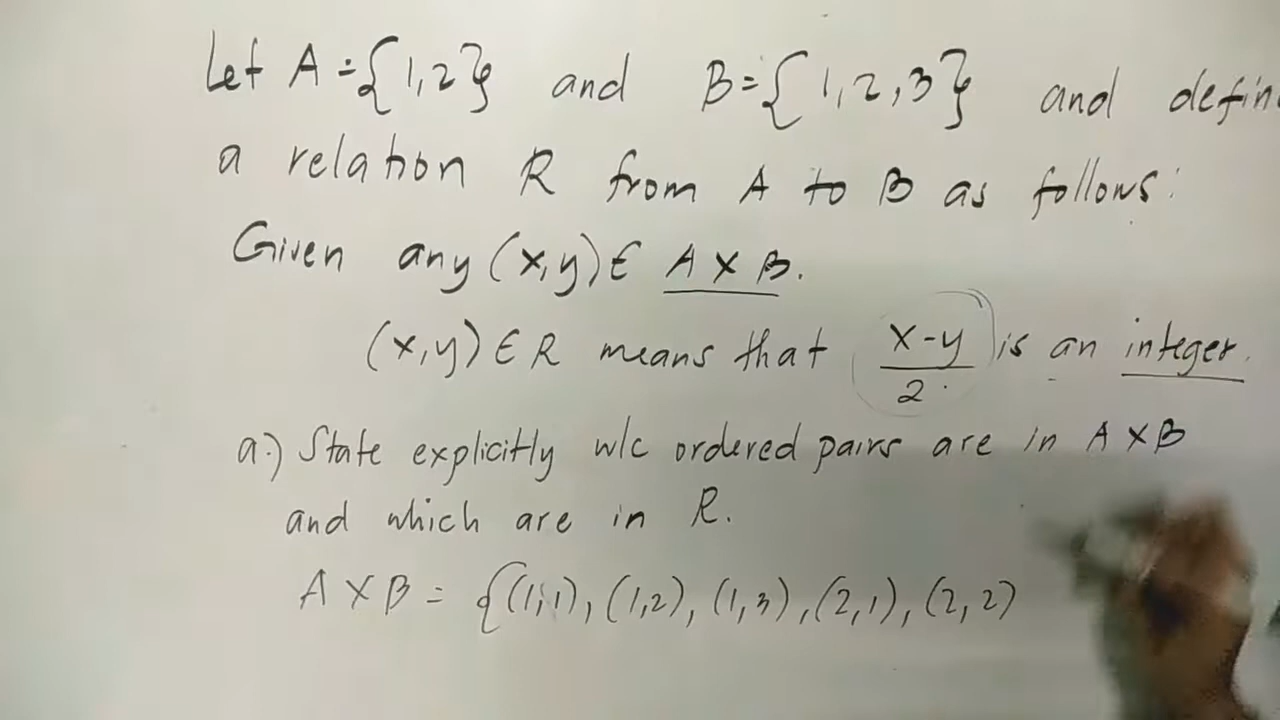 Let A = {1,2} and B = {1,2,3} and defin
a relation R from A to B as follows:
Given any (x,y) ∈ A × B.
(x,y) ∈ R means that (x-y)/2 is an integer.
a.) State explicitly w/c ordered pairs are in A × B
and which are in R.
A × B = {(1,1), (1,2), (1,3), (2,1), (2,2)